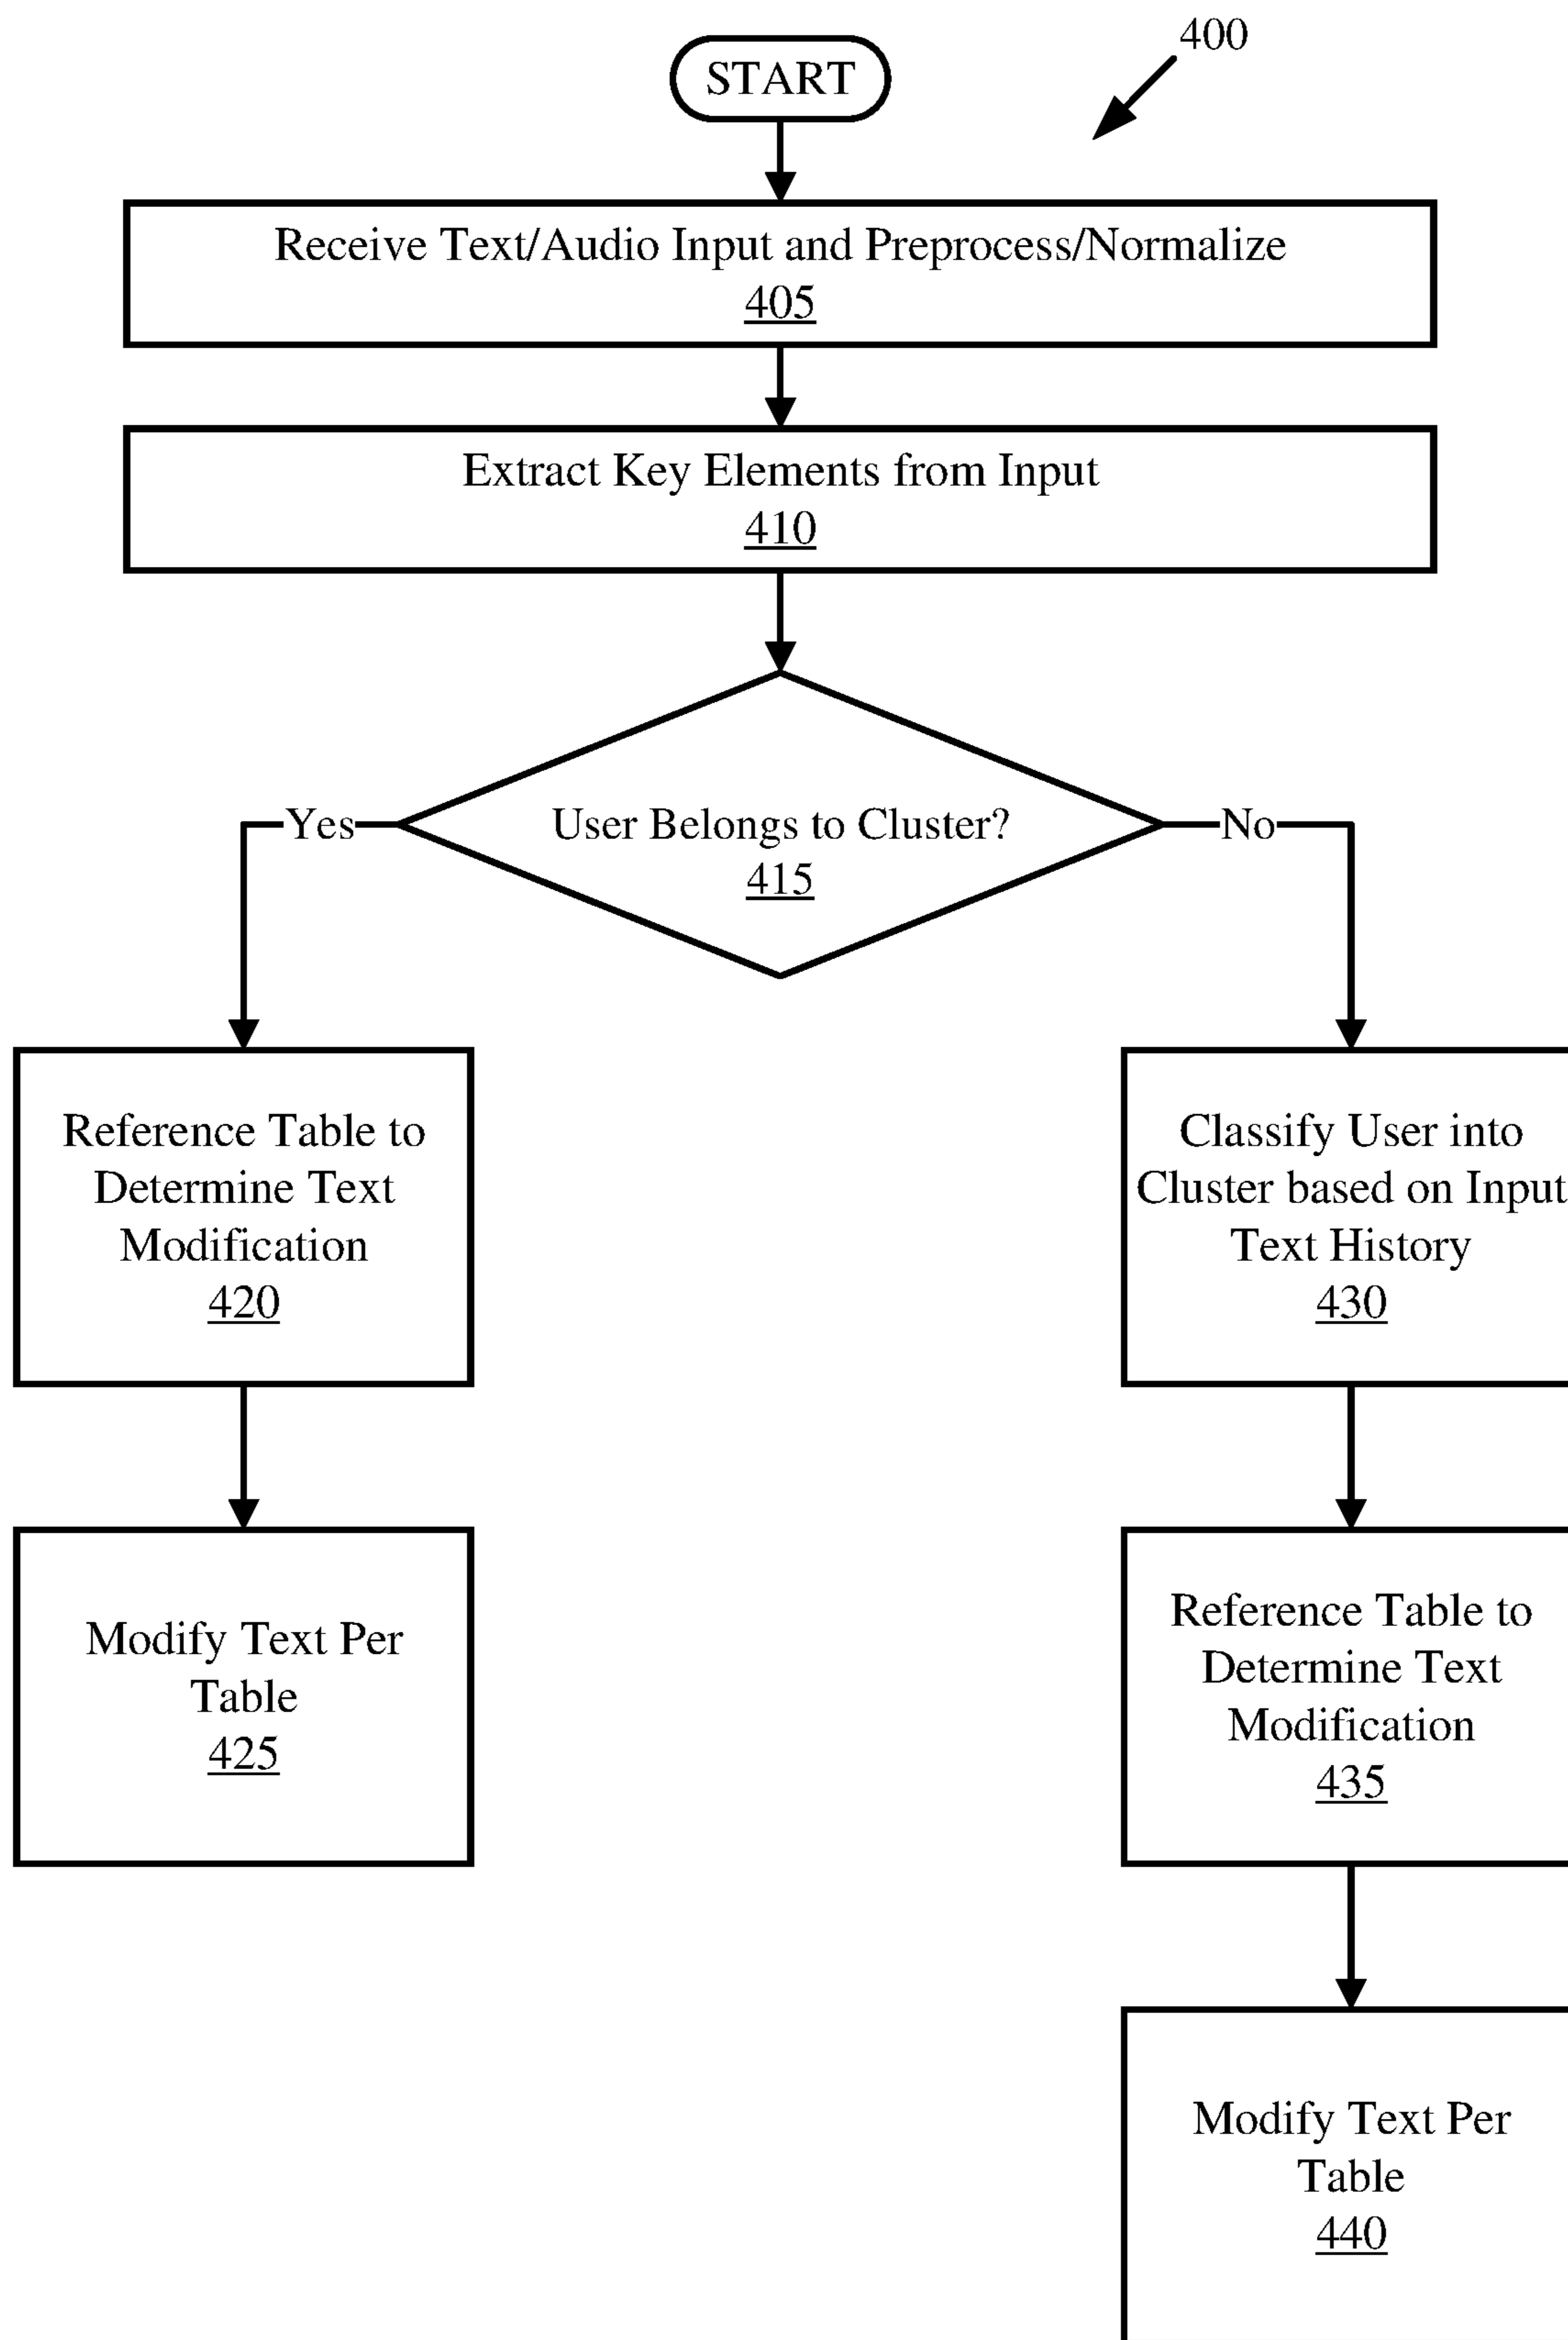 400
START
Receive Text/Audio Input and Preprocess/Normalize
405
Extract Key Elements from Input
410
User Belongs to Cluster?
415
Yes
No
Reference Table to
Determine Text
Modification
420
Modify Text Per
Table
425
Classify User into
Cluster based on Input
Text History
430
Reference Table to
Determine Text
Modification
435
Modify Text Per
Table
440